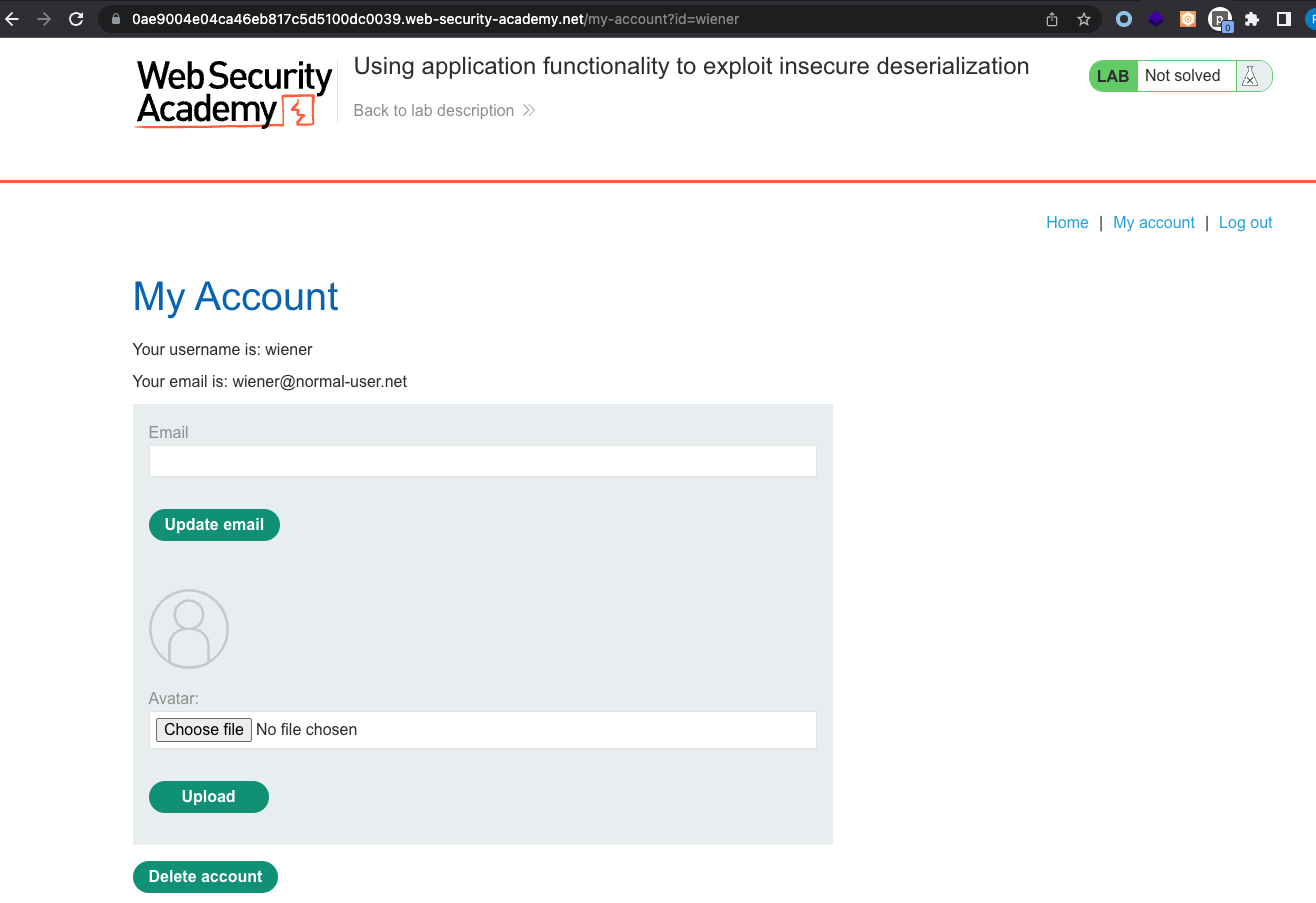 0ae9004e04ca46eb817c5d5100dc0039.web-security-academy.net/my-account?id=wiener
0
Web Security
Academy
Using application functionality to exploit insecure deserialization
Back to lab description
LAB Not solved
Home | My account | Log out
My Account
Your username is: wiener
Your email is: wiener@normal-user.net
Email
Update email
Avatar:
Choose file No file chosen
Upload
Delete account